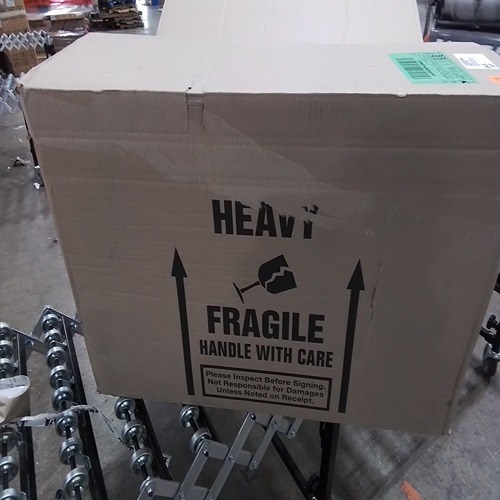 HEAVY
FRAGILE
HANDLE WITH CARE
Please Inspect Before Signing.
Not Responsible for Damages
Unless Noted on Receipt.